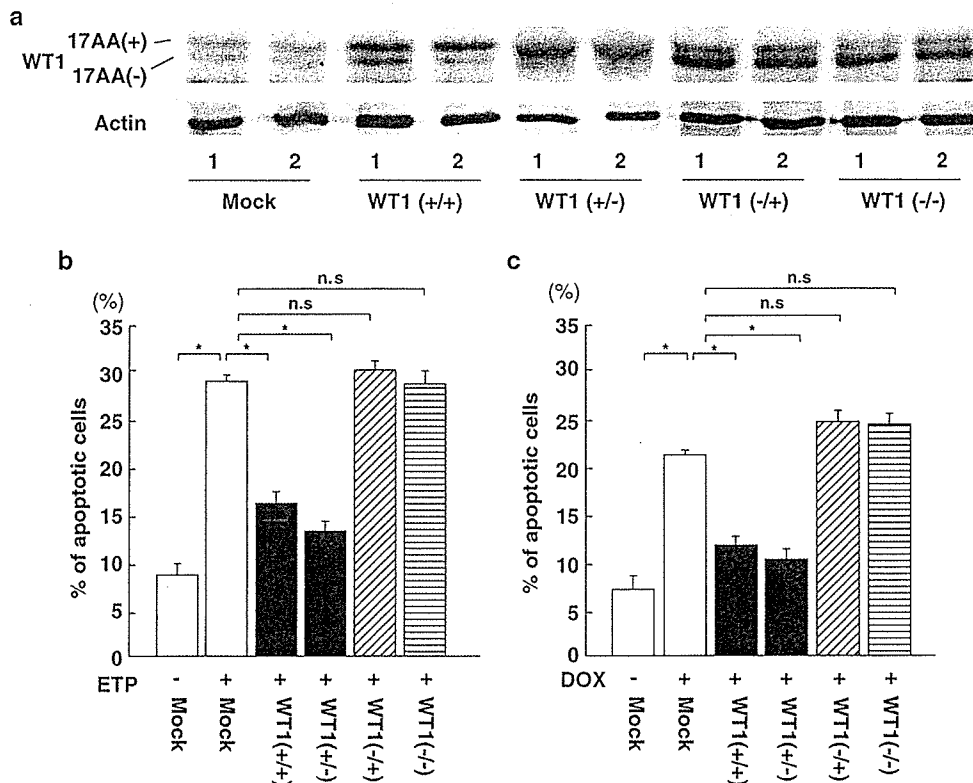 a
17AA(+)
WT1
17AA(-)
Actin
1 2 1 2 1 2 1 2 1 2
Mock WT1 (+/+) WT1 (+/-) WT1 (-/+) WT1 (-/-)
b
(%)
n.s
n.s
*
* *
35
30
25
20
15
10
5
0
% of apoptotic cells
ETP - + + + + +
Mock Mock WT1(+/+) WT1(+/-) WT1(-/+) WT1(-/-)
c
(%)
n.s
n.s
*
* *
35
30
25
20
15
10
5
0
% of apoptotic cells
DOX - + + + + +
Mock Mock WT1(+/+) WT1(+/-) WT1(-/+) WT1(-/-)